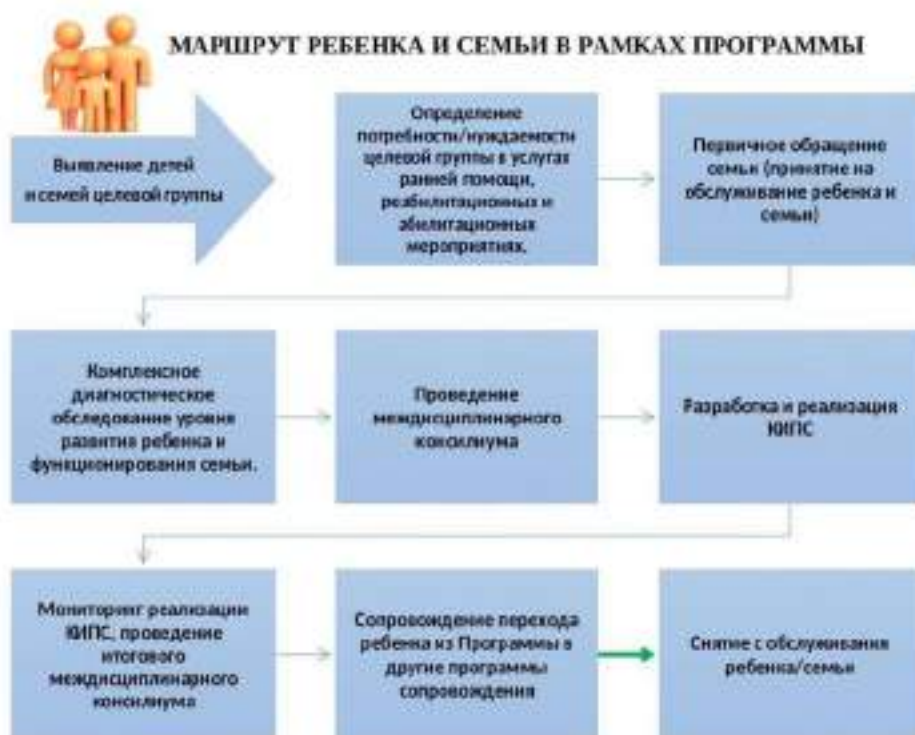 МАРШРУТ РЕБЕНКА И СЕМЬИ В РАМКАХ ПРОГРАММЫ
Выявление детей
и семей целевой группы
Определение
потребности/нуждаемости
целевой группы в услугах
ранней помощи,
реабилитационных и
абилитационных
мероприятиях.
Первичное обращение
семьи (принятие на
обслуживание ребенка и
семьи)
Комплексное
диагностическое
обследование уровня
развития ребенка и
функционирования семьи.
Проведение
междисциплинарного
консилиума
Разработка и реализация
КИПС
Мониторинг реализации
КИПС, проведение
итогового
междисциплинарного
консилиума
Сопровождение перехода
ребенка из Программы в
другие программы
сопровождения
Снятие с обслуживания
ребенка/семьи